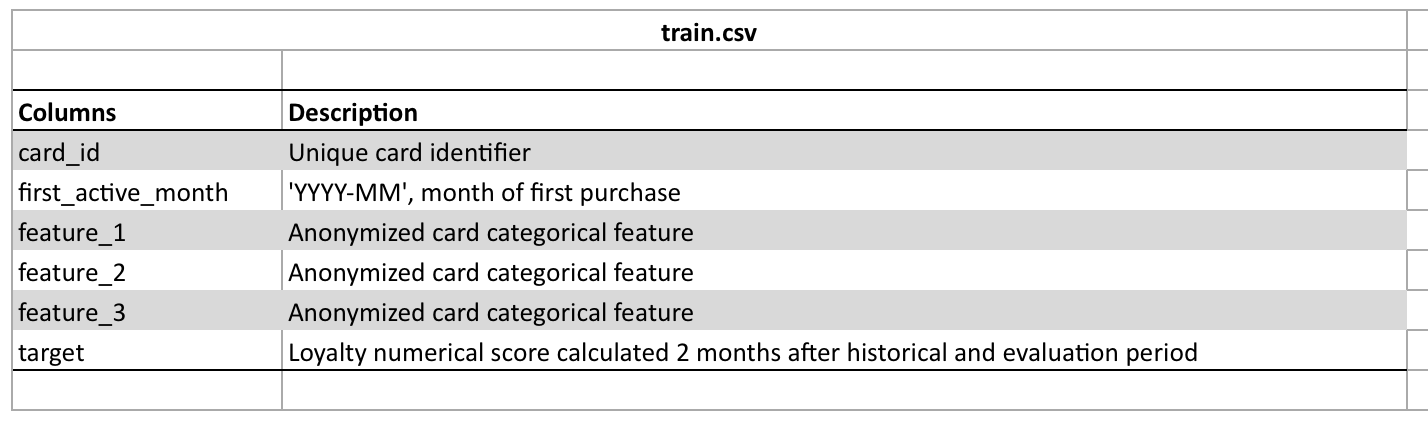 train.csv
Columns Description
card_id Unique card identifier
first_active_month 'YYYY-MM', month of first purchase
feature_1 Anonymized card categorical feature
feature_2 Anonymized card categorical feature
feature_3 Anonymized card categorical feature
target Loyalty numerical score calculated 2 months after historical and evaluation period